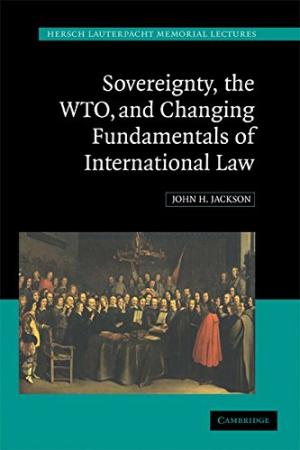 HERSCH LAUTERPACHT MEMORIAL LECTURES
Sovereignty, the
WTO, and Changing
Fundamentals of
International Law
JOHN H. JACKSON
CAMBRIDGE